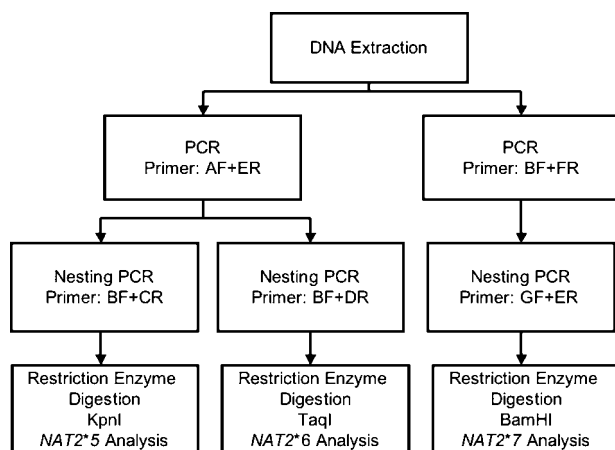 DNA Extraction
PCR
Primer: AF+ER
PCR
Primer: BF+FR
Nesting PCR
Primer: BF+CR
Nesting PCR
Primer: BF+DR
Nesting PCR
Primer: GF+ER
Restriction Enzyme
Digestion
KpnI
NAT2*5 Analysis
Restriction Enzyme
Digestion
TaqI
NAT2*6 Analysis
Restriction Enzyme
Digestion
BamHI
NAT2*7 Analysis